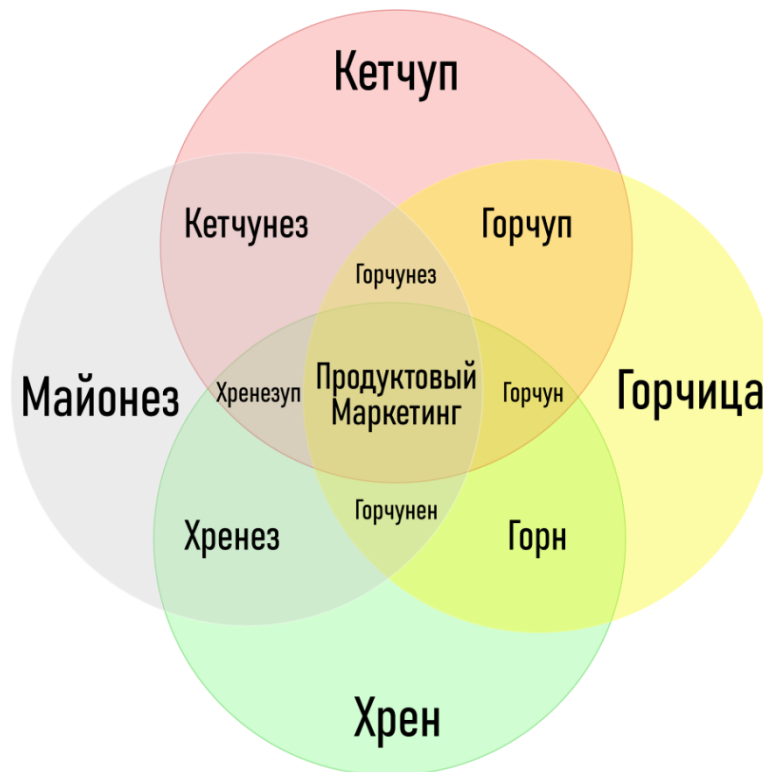 Кетчуп
Кетчунез
Горчуп
Горчунез
Майонез
Хренезуп
Продуктовый
Маркетинг
Горчун
Горчица
Горчунен
Хренез
Горн
Хрен